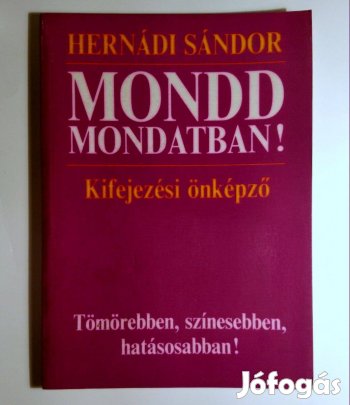 HERNÁDI SÁNDOR
MONDD
MONDATBAN!
Kifejezési önképző
Tömörebben, színesebben,
hatásosabban!
Jófogás